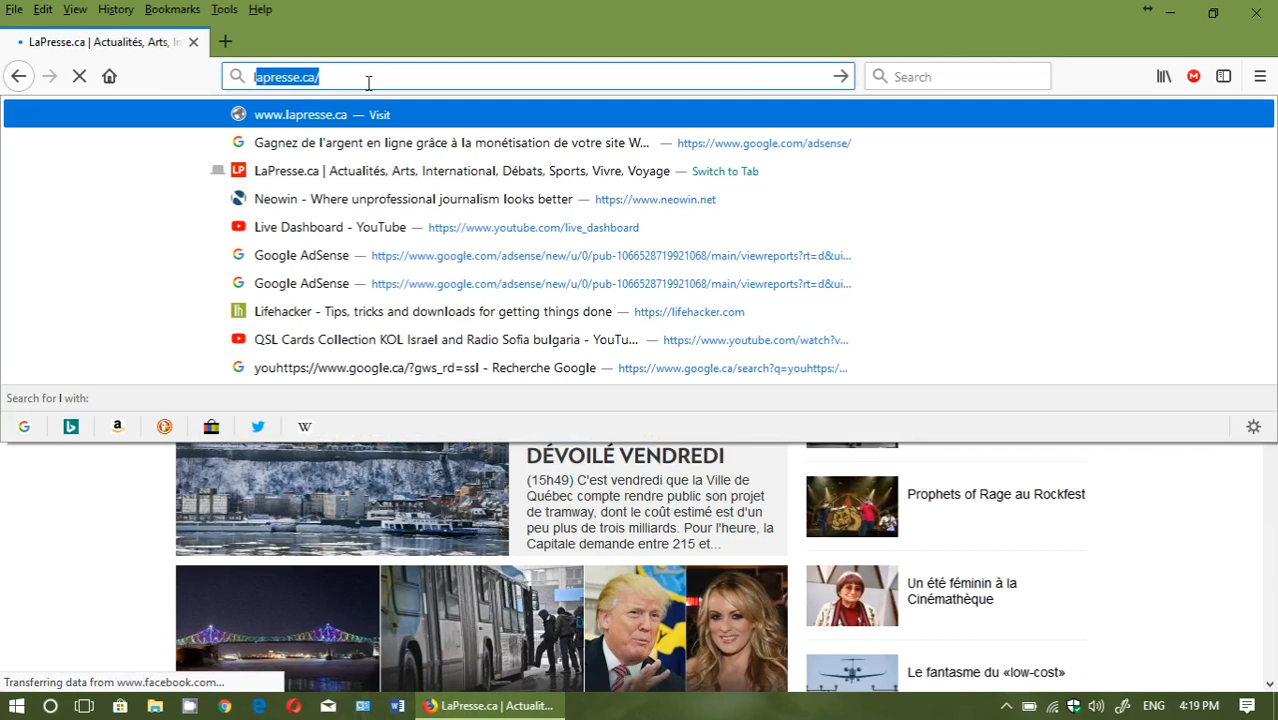 File Edit View History Bookmarks Tools Help
LaPresse.ca | Actualités, Arts, In
lapresse.ca/
Search
www.lapresse.ca — Visit
Gagnez de l'argent en ligne grâce à la monétisation de votre site W... — https://www.google.com/adsense/
LaPresse.ca | Actualités, Arts, International, Débats, Sports, Vivre, Voyage — Switch to Tab
Neowin - Where unprofessional journalism looks better — https://www.neowin.net
Live Dashboard - YouTube — https://www.youtube.com/live_dashboard
Google AdSense — https://www.google.com/adsense/new/u/0/pub-1066528719921068/main/viewreports?rt=d&ui...
Google AdSense — https://www.google.com/adsense/new/u/0/pub-1066528719921068/main/viewreports?rt=d&ui...
Lifehacker - Tips, tricks and downloads for getting things done — https://lifehacker.com
QSL Cards Collection KOL Israel and Radio Sofia bulgaria - YouTu... — https://www.youtube.com/watch?v...
youhttps://www.google.ca/?gws_rd=ssl - Recherche Google — https://www.google.ca/search?q=youhttps:/...
Search for l with:
DÉVOILÉ VENDREDI
(15h49) C'est vendredi que la Ville de
Québec compte rendre public son projet
de tramway, dont le coût estimé est d'un
peu plus de trois milliards. Pour l'heure, la
Capitale demande entre 215 et...
Prophets of Rage au Rockfest
Un été féminin à la
Cinémathèque
Le fantasme du «low-cost»
Transferring data from www.facebook.com...
LaPresse.ca | Actualit...
ENG 4:19 PM